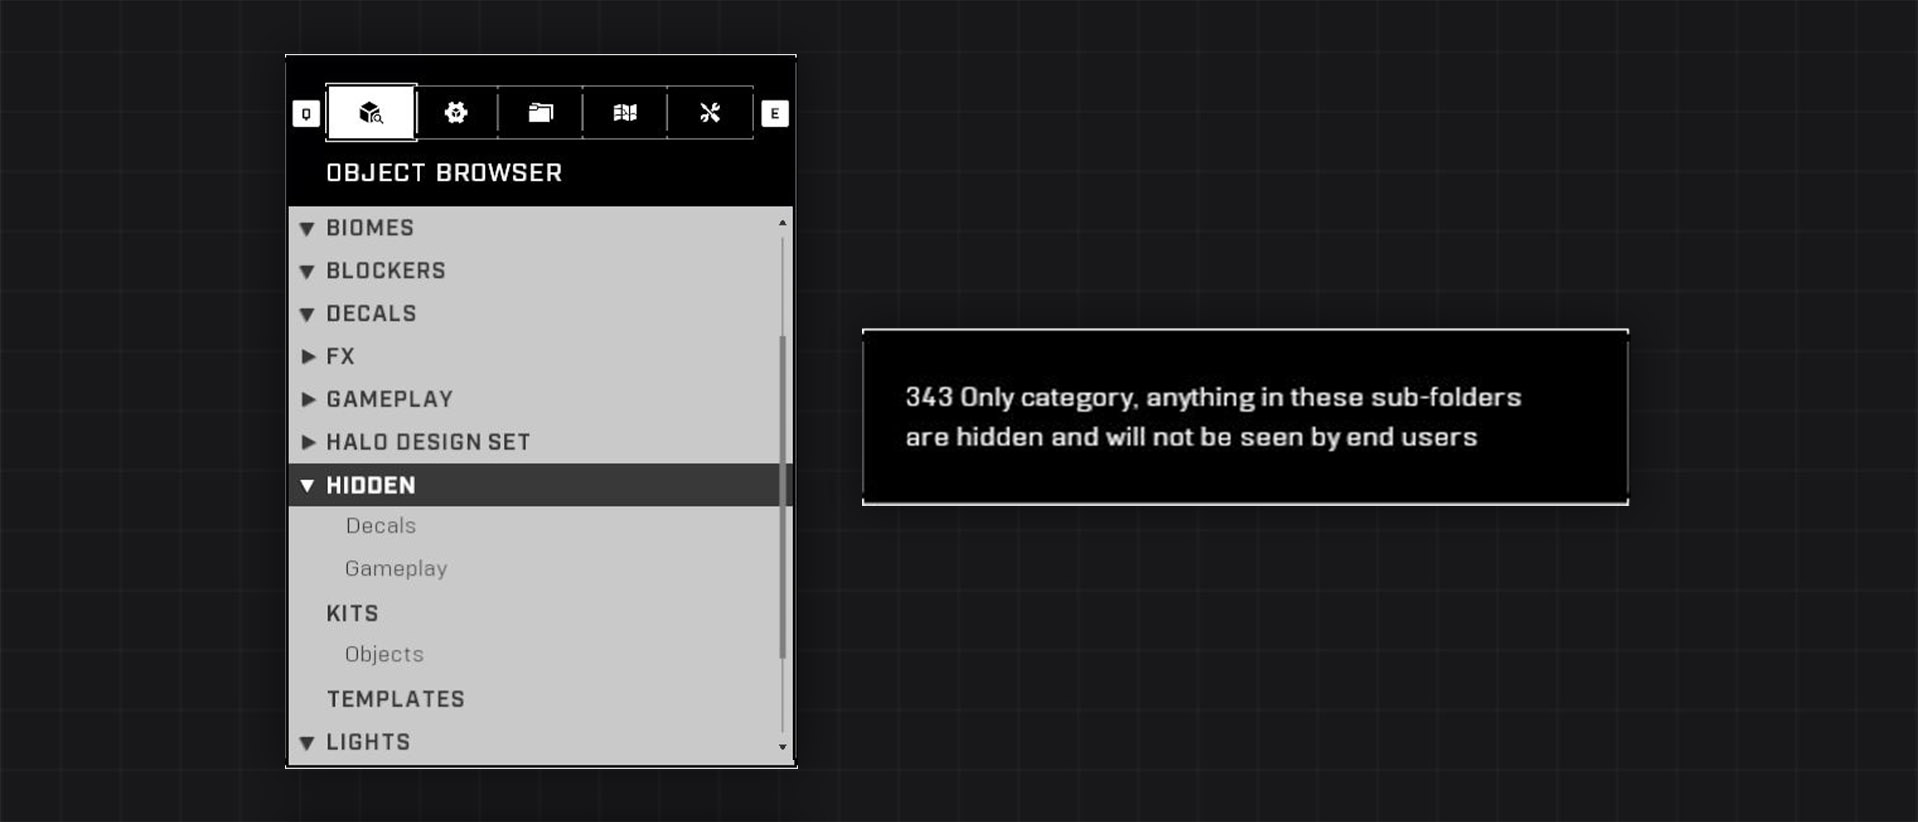 Q
E
OBJECT BROWSER
BIOMES
BLOCKERS
DECALS
FX
GAMEPLAY
HALO DESIGN SET
HIDDEN
Decals
Gameplay
KITS
Objects
TEMPLATES
LIGHTS
343 Only category, anything in these sub-folders
are hidden and will not be seen by end users